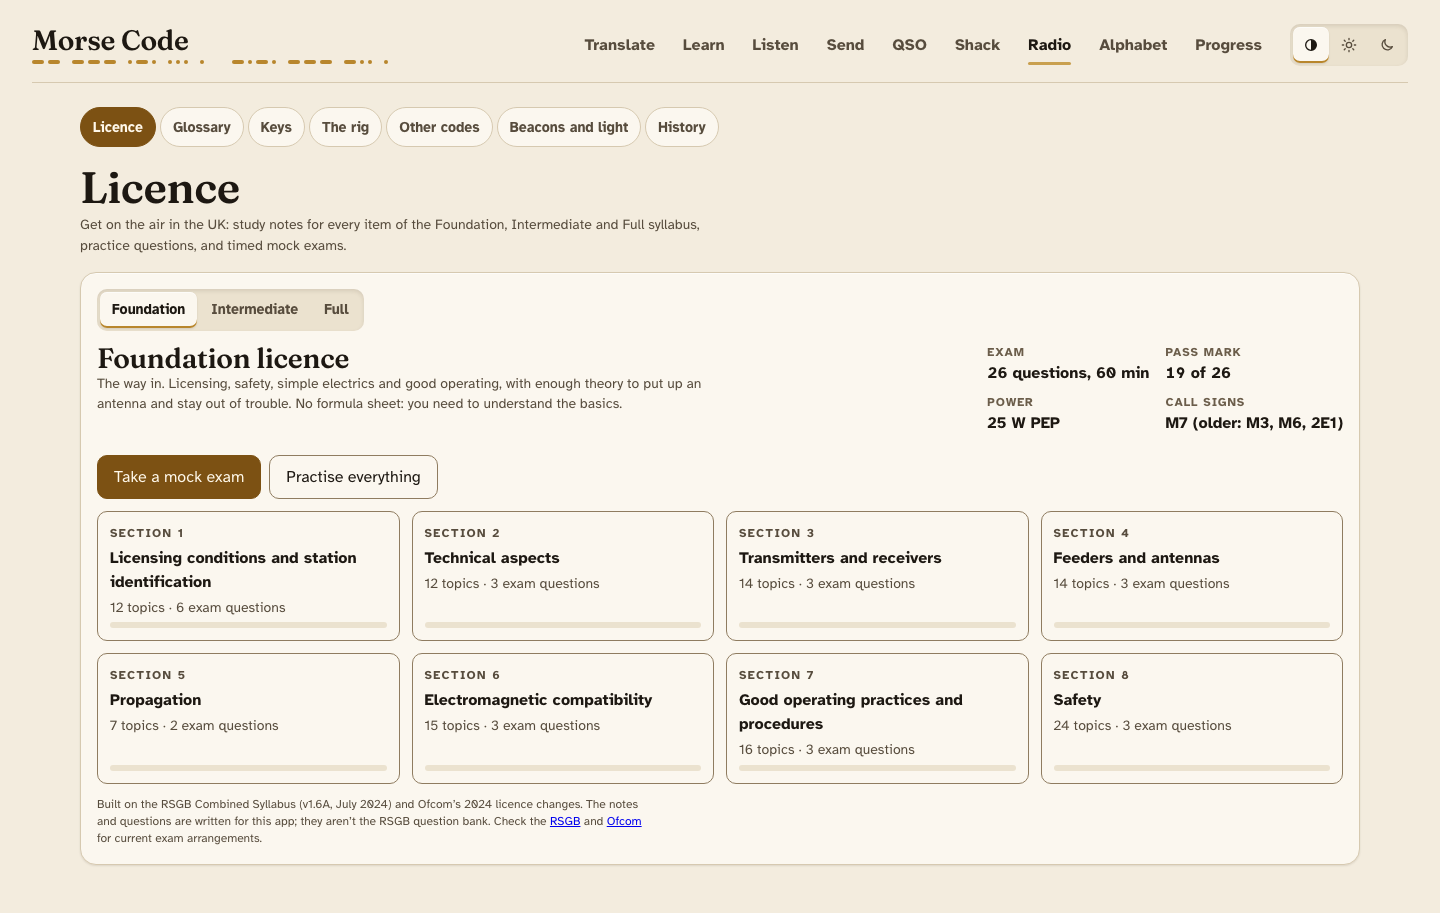 Morse Code
Translate
Learn
Listen
Send
QSO
Shack
Radio
Alphabet
Progress
Licence
Glossary
Keys
The rig
Other codes
Beacons and light
History
Licence
Get on the air in the UK: study notes for every item of the Foundation, Intermediate and Full syllabus,
practice questions, and timed mock exams.
Foundation
Intermediate
Full
Foundation licence
The way in. Licensing, safety, simple electrics and good operating, with enough theory to put up an
antenna and stay out of trouble. No formula sheet: you need to understand the basics.
EXAM
26 questions, 60 min
PASS MARK
19 of 26
POWER
25 W PEP
CALL SIGNS
M7 (older: M3, M6, 2E1)
Take a mock exam
Practise everything
SECTION 1
Licensing conditions and station
identification
12 topics · 6 exam questions
SECTION 2
Technical aspects
12 topics · 3 exam questions
SECTION 3
Transmitters and receivers
14 topics · 3 exam questions
SECTION 4
Feeders and antennas
14 topics · 3 exam questions
SECTION 5
Propagation
7 topics · 2 exam questions
SECTION 6
Electromagnetic compatibility
15 topics · 3 exam questions
SECTION 7
Good operating practices and
procedures
16 topics · 3 exam questions
SECTION 8
Safety
24 topics · 3 exam questions
Built on the RSGB Combined Syllabus (v1.6A, July 2024) and Ofcom’s 2024 licence changes. The notes
and questions are written for this app; they aren’t the RSGB question bank. Check the RSGB and Ofcom
for current exam arrangements.